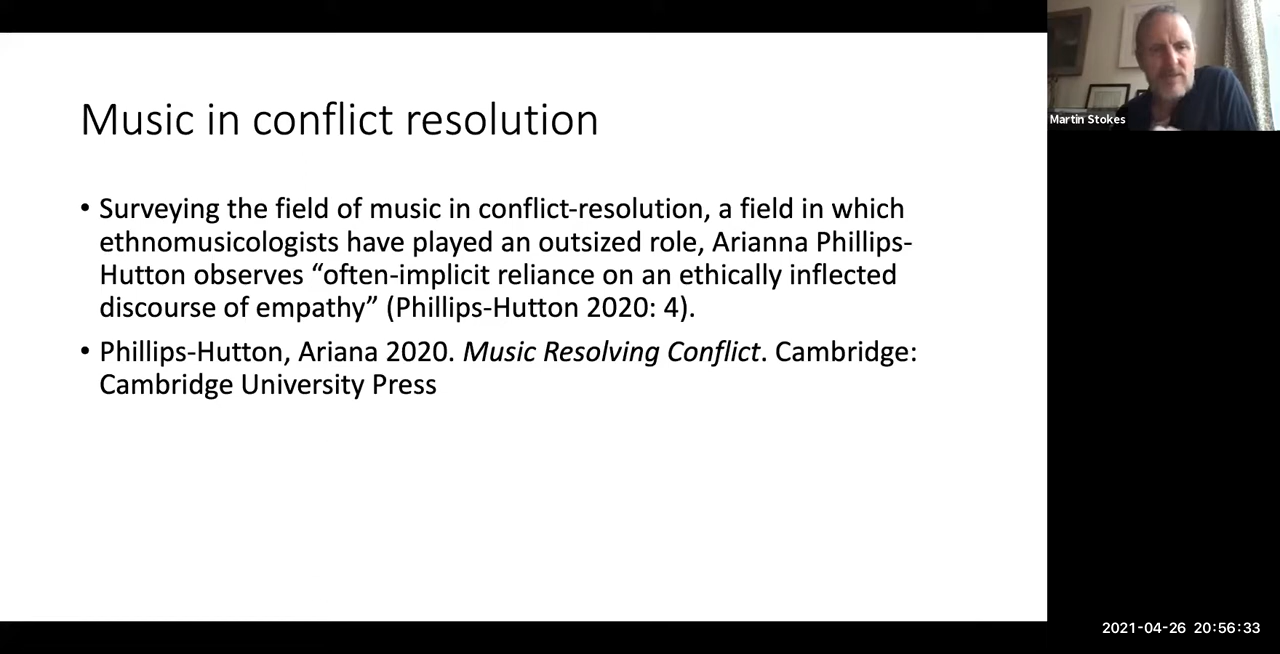 Music in conflict resolution
• Surveying the field of music in conflict-resolution, a field in which
ethnomusicologists have played an outsized role, Arianna Phillips-
Hutton observes “often-implicit reliance on an ethically inflected
discourse of empathy” (Phillips-Hutton 2020: 4).
• Phillips-Hutton, Ariana 2020. Music Resolving Conflict. Cambridge:
Cambridge University Press
Martin Stokes
2021-04-26 20:56:33